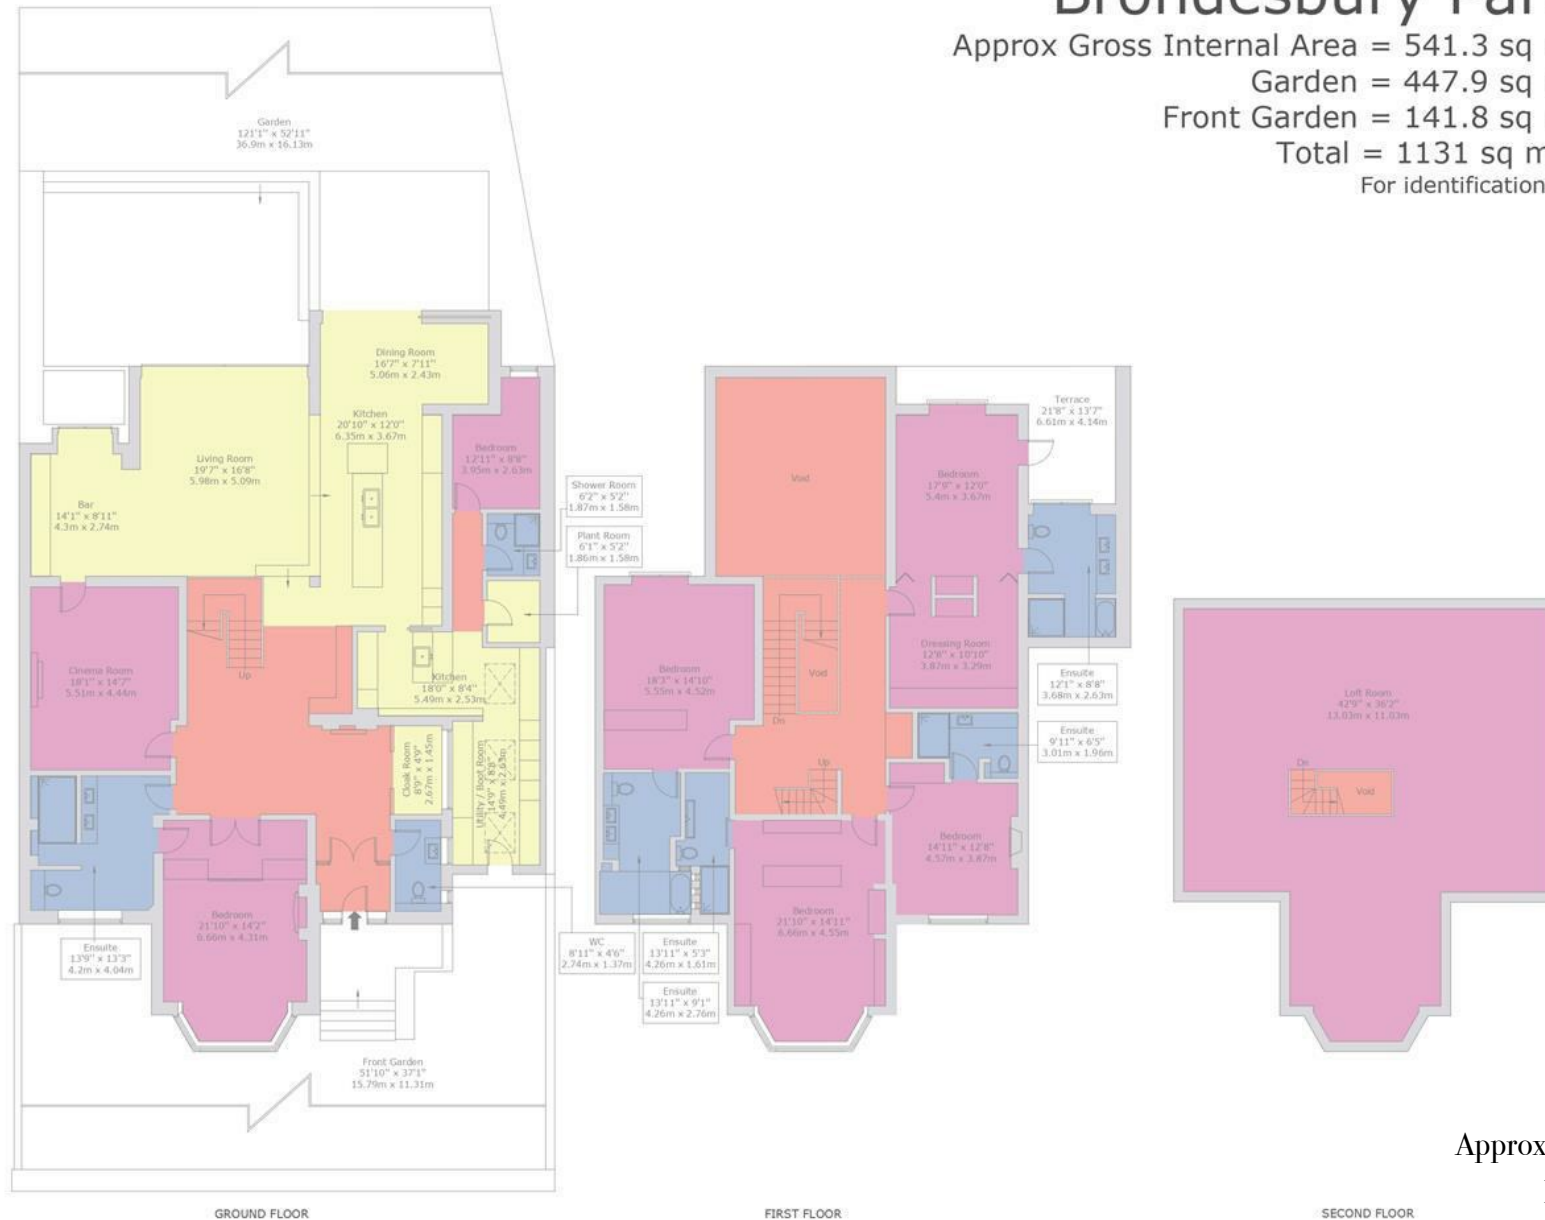 Approx Gross Internal Area = 541.3 sq
Garden = 447.9 sq
Front Garden = 141.8 sq
Total = 1131 sq m
For identification
Garden
121'1" x 52'11"
36.9m x 16.13m
Dining Room
16'7" x 7'11"
5.06m x 2.43m
Kitchen
20'10" x 12'0"
6.35m x 3.67m
Bedroom
12'11" x 8'8"
3.95m x 2.63m
Living Room
19'7" x 16'8"
5.98m x 5.09m
Bar
14'1" x 8'11"
4.3m x 2.74m
Shower Room
6'2" x 5'2"
1.87m x 1.58m
Plant Room
6'1" x 5'2"
1.86m x 1.58m
Cinema Room
18'1" x 14'7"
5.51m x 4.44m
Up
Kitchen
18'0" x 8'4"
5.49m x 2.53m
Cloak Room
8'9" x 4'9"
2.67m x 1.45m
Utility / Boot Room
14'9" x 8'8"
4.49m x 2.63m
Bedroom
21'10" x 14'2"
6.66m x 4.31m
Ensuite
13'9" x 13'3"
4.2m x 4.04m
WC
8'11" x 4'6"
2.74m x 1.37m
Front Garden
51'10" x 37'1"
15.79m x 11.31m
GROUND FLOOR
Void
Terrace
21'8" x 13'7"
6.61m x 4.14m
Bedroom
17'9" x 12'0"
5.4m x 3.67m
Dressing Room
12'8" x 10'10"
3.87m x 3.29m
Bedroom
18'3" x 14'10"
5.55m x 4.52m
Void
Dn
Up
Ensuite
12'1" x 8'8"
3.68m x 2.63m
Ensuite
9'11" x 6'5"
3.01m x 1.96m
Bedroom
14'11" x 12'8"
4.57m x 3.87m
Bedroom
21'10" x 14'11"
6.66m x 4.55m
Ensuite
13'11" x 5'3"
4.26m x 1.61m
Ensuite
13'11" x 9'1"
4.26m x 2.76m
FIRST FLOOR
Loft Room
42'9" x 36'2"
13.03m x 11.03m
Dn
Void
Approx
SECOND FLOOR